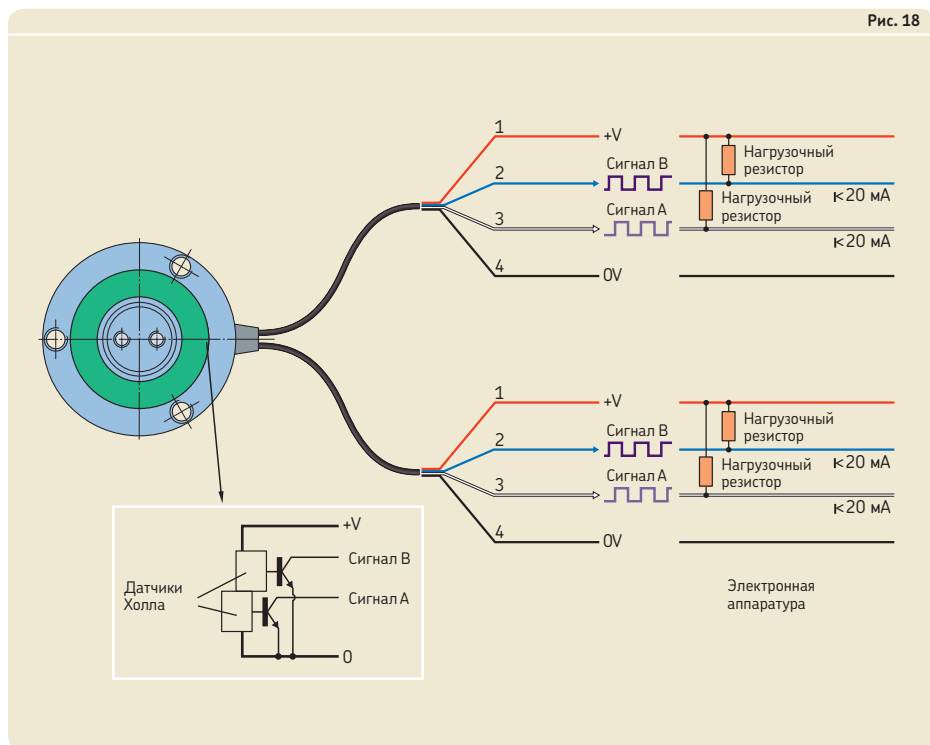 Рис. 18
1
+V
Нагрузочный
резистор
2
Сигнал B
I<20 мА
3
Сигнал A
Нагрузочный
резистор
I<20 мА
4
0V
1
+V
Нагрузочный
резистор
2
Сигнал B
I<20 мА
3
Сигнал A
Нагрузочный
резистор
I<20 мА
4
0V
Электронная
аппаратура
+V
Сигнал B
Датчики
Холла
Сигнал A
0